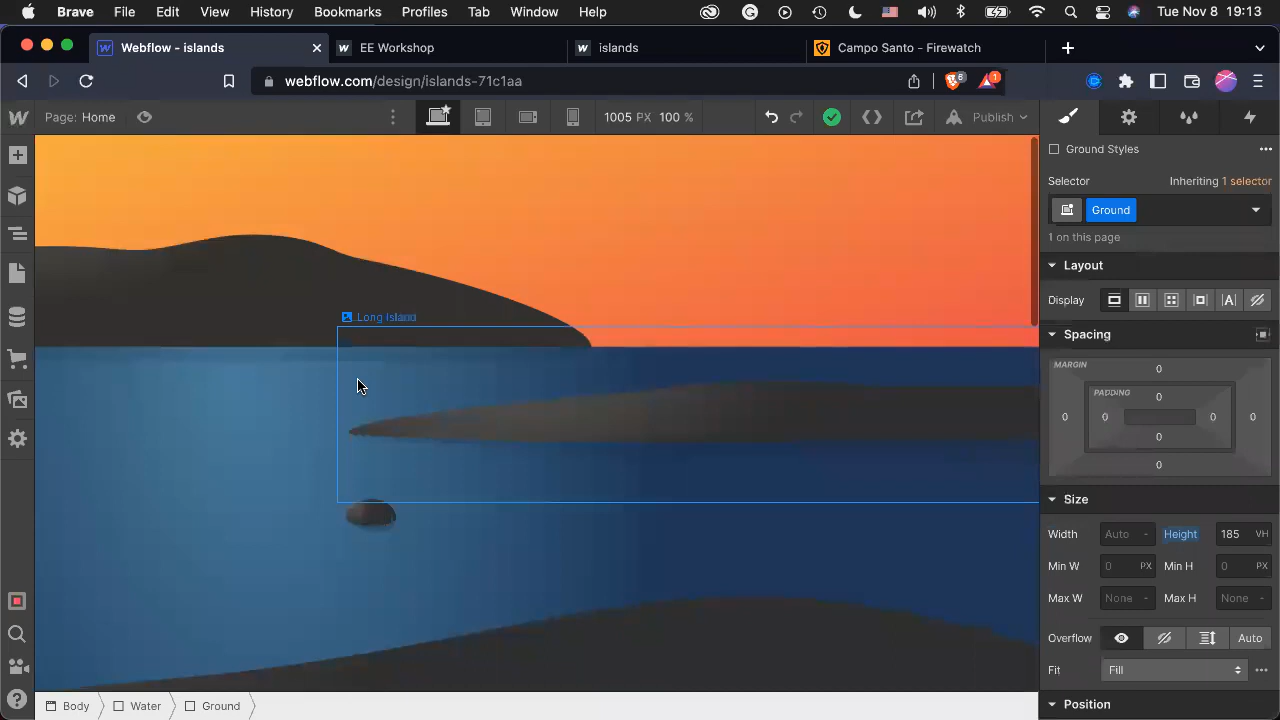 Brave File Edit View History Bookmarks Profiles Tab Window Help Tue Nov 8 19:13
Webflow - islands EE Workshop islands Campo Santo - Firewatch
webflow.com/design/islands-71c1aa 6 1
Page: Home 1005 PX 100 % Publish
Ground Styles
Selector Inheriting 1 selector
Ground
1 on this page
Layout
Display
Spacing
MARGIN
0
PADDING
0
0 0 0 0
0
0
Size
Width Auto - Height 185 VH
Min W 0 PX Min H 0 PX
Max W None - Max H None -
Overflow Auto
Fit Fill
Position
Long Island
Body Water Ground